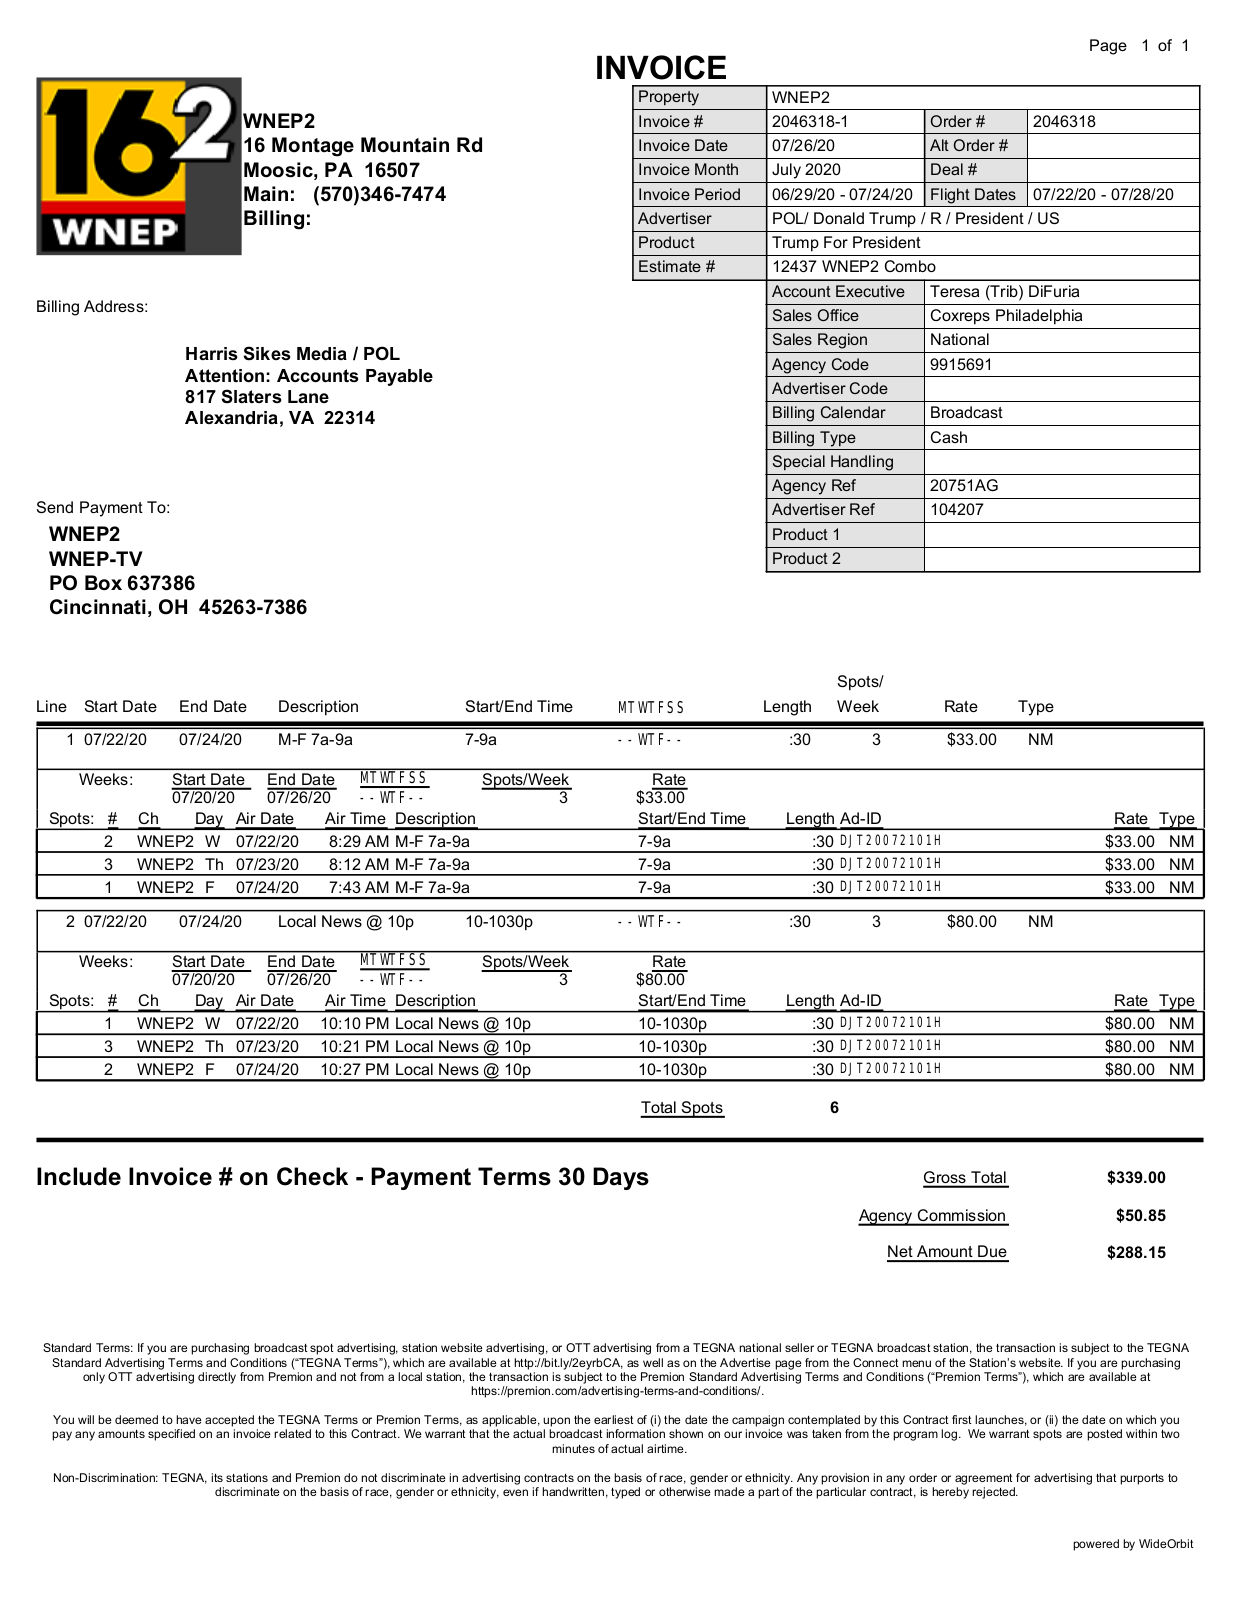 Page 1 of 1
INVOICE
16 2
WNEP
WNEP2
16 Montage Mountain Rd
Moosic, PA 16507
Main: (570)346-7474
Billing:
Property WNEP2
Invoice # 2046318-1 Order # 2046318
Invoice Date 07/26/20 Alt Order #
Invoice Month July 2020 Deal #
Invoice Period 06/29/20 - 07/24/20 Flight Dates 07/22/20 - 07/28/20
Advertiser POL/ Donald Trump / R / President / US
Product Trump For President
Estimate # 12437 WNEP2 Combo
Account Executive Teresa (Trib) DiFuria
Sales Office Coxreps Philadelphia
Sales Region National
Agency Code 9915691
Advertiser Code
Billing Calendar Broadcast
Billing Type Cash
Special Handling
Agency Ref 20751AG
Advertiser Ref 104207
Product 1
Product 2
Billing Address:
Harris Sikes Media / POL
Attention: Accounts Payable
817 Slaters Lane
Alexandria, VA 22314
Send Payment To:
WNEP2
WNEP-TV
PO Box 637386
Cincinnati, OH 45263-7386
Spots/
Line Start Date End Date Description Start/End Time MTWTFSS Length Week Rate Type
1 07/22/20 07/24/20 M-F 7a-9a 7-9a --WTF-- :30 3 $33.00 NM
Weeks: Start Date End Date MTWTFSS Spots/Week Rate
07/20/20 07/26/20 --WTF-- 3 $33.00
Spots: # Ch Day Air Date Air Time Description Start/End Time Length Ad-ID Rate Type
2 WNEP2 W 07/22/20 8:29 AM M-F 7a-9a 7-9a :30 DJT20072101H $33.00 NM
3 WNEP2 Th 07/23/20 8:12 AM M-F 7a-9a 7-9a :30 DJT20072101H $33.00 NM
1 WNEP2 F 07/24/20 7:43 AM M-F 7a-9a 7-9a :30 DJT20072101H $33.00 NM
2 07/22/20 07/24/20 Local News @ 10p 10-1030p --WTF-- :30 3 $80.00 NM
Weeks: Start Date End Date MTWTFSS Spots/Week Rate
07/20/20 07/26/20 --WTF-- 3 $80.00
Spots: # Ch Day Air Date Air Time Description Start/End Time Length Ad-ID Rate Type
1 WNEP2 W 07/22/20 10:10 PM Local News @ 10p 10-1030p :30 DJT20072101H $80.00 NM
3 WNEP2 Th 07/23/20 10:21 PM Local News @ 10p 10-1030p :30 DJT20072101H $80.00 NM
2 WNEP2 F 07/24/20 10:27 PM Local News @ 10p 10-1030p :30 DJT20072101H $80.00 NM
Total Spots 6
Include Invoice # on Check - Payment Terms 30 Days
Gross Total $339.00
Agency Commission $50.85
Net Amount Due $288.15
Standard Terms: If you are purchasing broadcast spot advertising, station website advertising, or OTT advertising from a TEGNA national seller or TEGNA broadcast station, the transaction is subject to the TEGNA
Standard Advertising Terms and Conditions (“TEGNA Terms”), which are available at http://bit.ly/2eyrbCA, as well as on the Advertise page from the Connect menu of the Station’s website. If you are purchasing
only OTT advertising directly from Premion and not from a local station, the transaction is subject to the Premion Standard Advertising Terms and Conditions (“Premion Terms”), which are available at
https://premion.com/advertising-terms-and-conditions/.
You will be deemed to have accepted the TEGNA Terms or Premion Terms, as applicable, upon the earliest of (i) the date the campaign contemplated by this Contract first launches, or (ii) the date on which you
pay any amounts specified on an invoice related to this Contract. We warrant that the actual broadcast information shown on our invoice was taken from the program log. We warrant spots are posted within two
minutes of actual airtime.
Non-Discrimination: TEGNA, its stations and Premion do not discriminate in advertising contracts on the basis of race, gender or ethnicity. Any provision in any order or agreement for advertising that purports to
discriminate on the basis of race, gender or ethnicity, even if handwritten, typed or otherwise made a part of the particular contract, is hereby rejected.
powered by WideOrbit